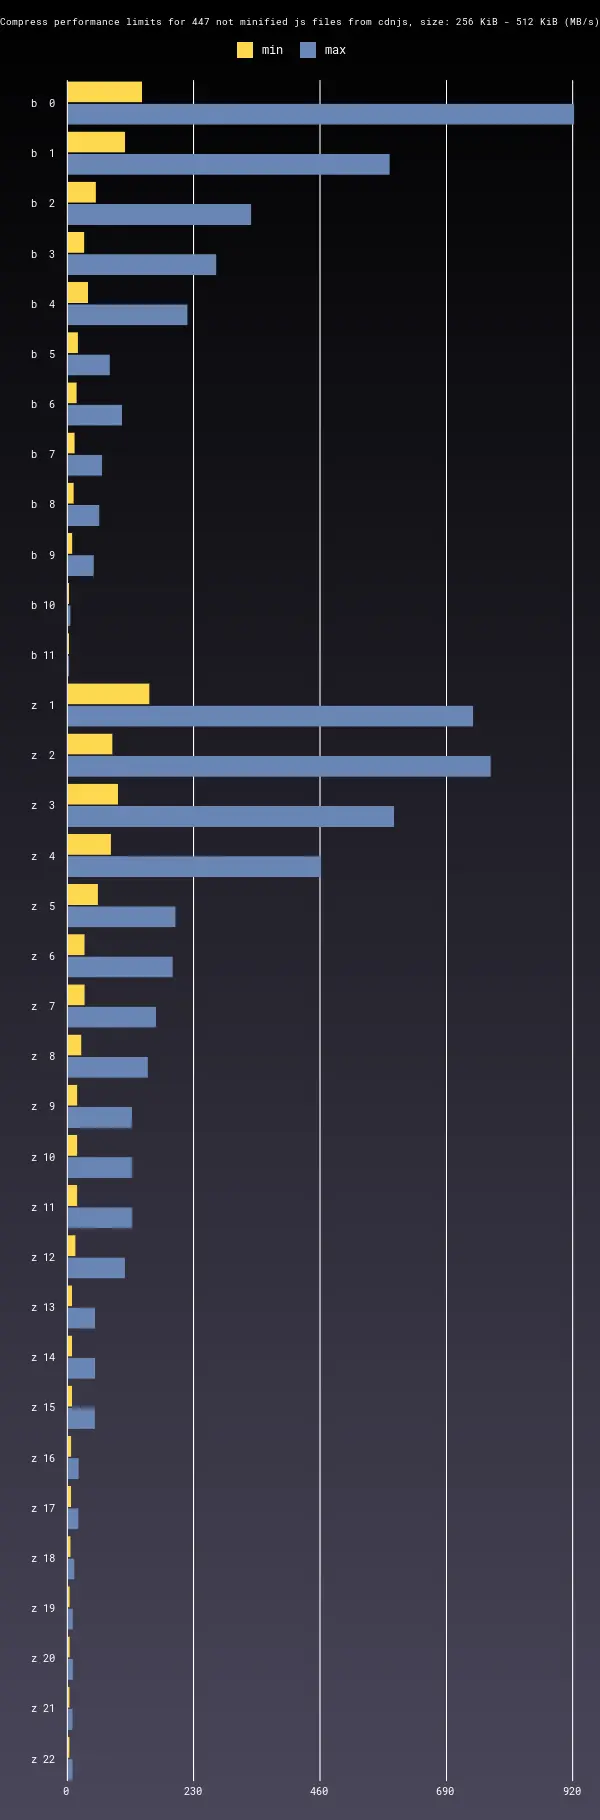 Compress performance limits for 447 not minified js files from cdnjs, size: 256 KiB - 512 KiB (MB/s)
min max
b 0
b 1
b 2
b 3
b 4
b 5
b 6
b 7
b 8
b 9
b 10
b 11
z 1
z 2
z 3
z 4
z 5
z 6
z 7
z 8
z 9
z 10
z 11
z 12
z 13
z 14
z 15
z 16
z 17
z 18
z 19
z 20
z 21
z 22
0 230 460 690 920